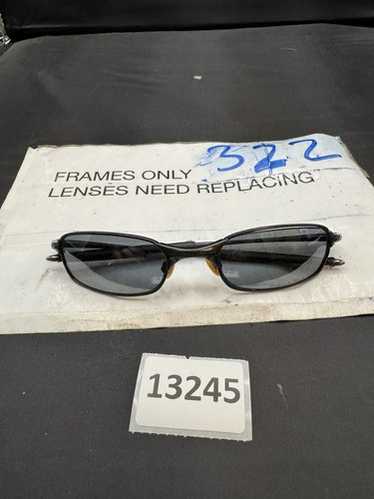 322
FRAMES ONLY
LENSES NEED REPLACING
13245